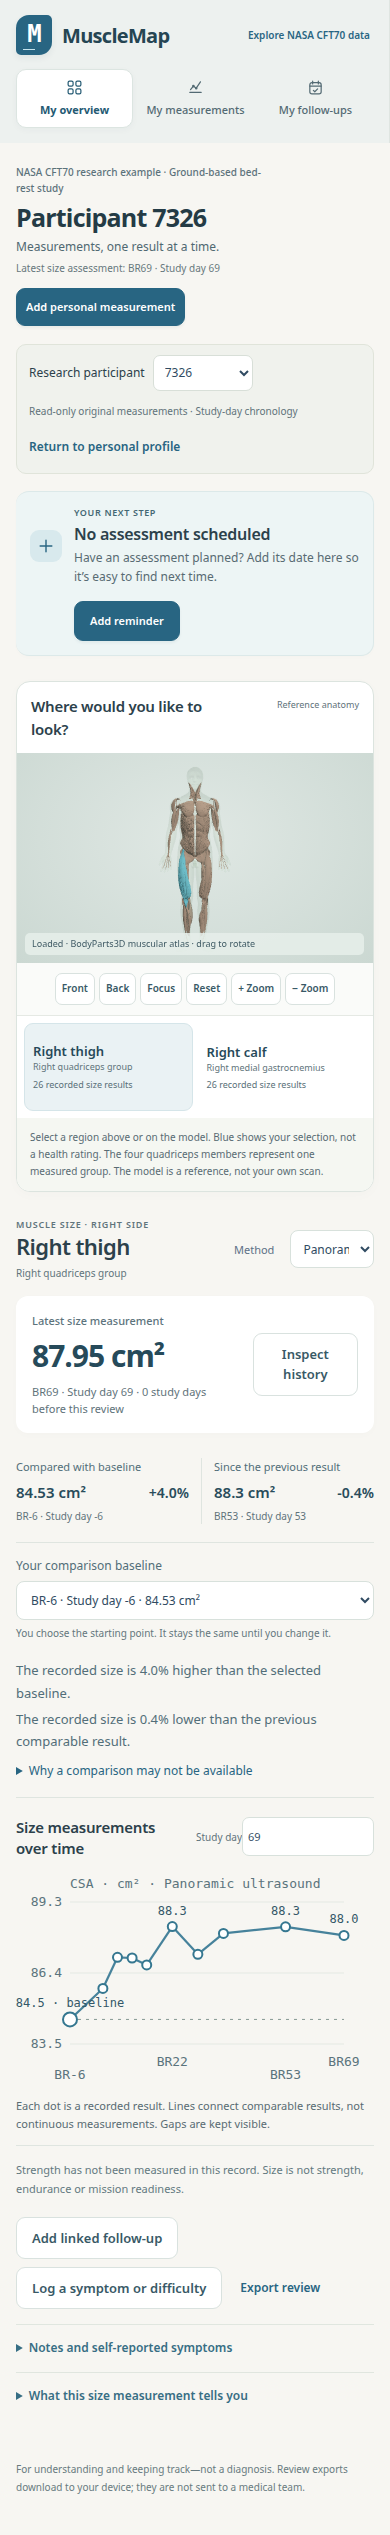 M
MuscleMap
Explore NASA CFT70 data
My overview
My measurements
My follow-ups
NASA CFT70 research example · Ground-based bed-
rest study
Participant 7326
Measurements, one result at a time.
Latest size assessment: BR69 · Study day 69
Add personal measurement
Research participant
7326
Read-only original measurements · Study-day chronology
Return to personal profile
YOUR NEXT STEP
No assessment scheduled
Have an assessment planned? Add its date here so
it's easy to find next time.
Add reminder
Where would you like to
look?
Reference anatomy
Loaded · BodyParts3D muscular atlas · drag to rotate
Front
Back
Focus
Reset
+ Zoom
− Zoom
Right thigh
Right quadriceps group
26 recorded size results
Right calf
Right medial gastrocnemius
26 recorded size results
Select a region above or on the model. Blue shows your selection, not
a health rating. The four quadriceps members represent one
measured group. The model is a reference, not your own scan.
MUSCLE SIZE · RIGHT SIDE
Right thigh
Right quadriceps group
Method
Panoran
Latest size measurement
87.95 cm²
BR69 · Study day 69 · 0 study days
before this review
Inspect
history
Compared with baseline
84.53 cm²
+4.0%
BR-6 · Study day -6
Since the previous result
88.3 cm²
-0.4%
BR53 · Study day 53
Your comparison baseline
BR-6 · Study day -6 · 84.53 cm²
You choose the starting point. It stays the same until you change it.
The recorded size is 4.0% higher than the selected
baseline.
The recorded size is 0.4% lower than the previous
comparable result.
Why a comparison may not be available
Size measurements
over time
Study day
69
CSA · cm² · Panoramic ultrasound
89.3
88.3
88.3
88.0
86.4
84.5 · baseline
83.5
BR-6
BR22
BR53
BR69
Each dot is a recorded result. Lines connect comparable results, not
continuous measurements. Gaps are kept visible.
Strength has not been measured in this record. Size is not strength,
endurance or mission readiness.
Add linked follow-up
Log a symptom or difficulty
Export review
Notes and self-reported symptoms
What this size measurement tells you
For understanding and keeping track—not a diagnosis. Review exports
download to your device; they are not sent to a medical team.